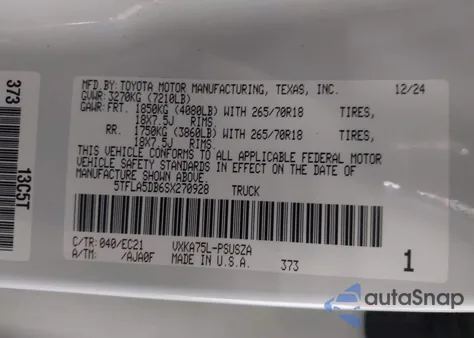 MFD.BY:TOYOTA MOTOR MANUFACTURING, TEXAS, INC. 12/24
GVWR: 3270KG (7210LB)
GAWR: FRT. 1850KG (4080LB) WITH 265/70R18 TIRES,
18X7.5J RIMS.
RR. 1750KG (3860LB) WITH 265/70R18 TIRES,
18X7.5J RIMS.
THIS VEHICLE CONFORMS TO ALL APPLICABLE FEDERAL MOTOR
VEHICLE SAFETY STANDARDS IN EFFECT ON THE DATE OF
MANUFACTURE SHOWN ABOVE.
5TFLA5DB6SX270928 TRUCK
C/TR: 040/EC21 VXKA75L-PSUSZA
A/TM: /AJA0F MADE IN U.S.A. 373 1
373
13C5T
autoSnap